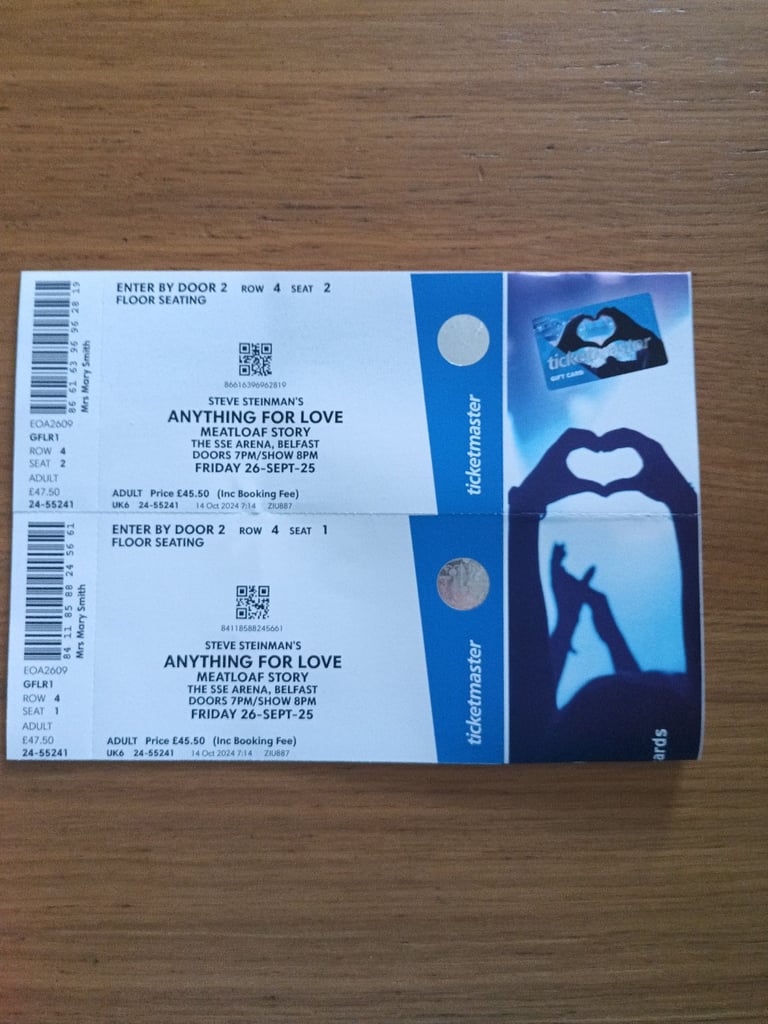 86 61 63 96 96 28 19
Mrs Mary Smith
EOA2609
GFLR1
ROW 4
SEAT 2
ADULT
£47.50
24-55241
ENTER BY DOOR 2 ROW 4 SEAT 2
FLOOR SEATING
86616396962819
STEVE STEINMAN'S
ANYTHING FOR LOVE
MEATLOAF STORY
THE SSE ARENA, BELFAST
DOORS 7PM/SHOW 8PM
FRIDAY 26-SEPT-25
ADULT Price £45.50 (Inc Booking Fee)
UK6 24-55241 14 Oct 2024 7:14 ZIU887
ticketmaster
ticketmaster
GIFT CARD
84 11 85 88 24 56 61
Mrs Mary Smith
EOA2609
GFLR1
ROW 4
SEAT 1
ADULT
£47.50
24-55241
ENTER BY DOOR 2 ROW 4 SEAT 1
FLOOR SEATING
84118588245661
STEVE STEINMAN'S
ANYTHING FOR LOVE
MEATLOAF STORY
THE SSE ARENA, BELFAST
DOORS 7PM/SHOW 8PM
FRIDAY 26-SEPT-25
ADULT Price £45.50 (Inc Booking Fee)
UK6 24-55241 14 Oct 2024 7:14 ZIU887
ticketmaster
ards